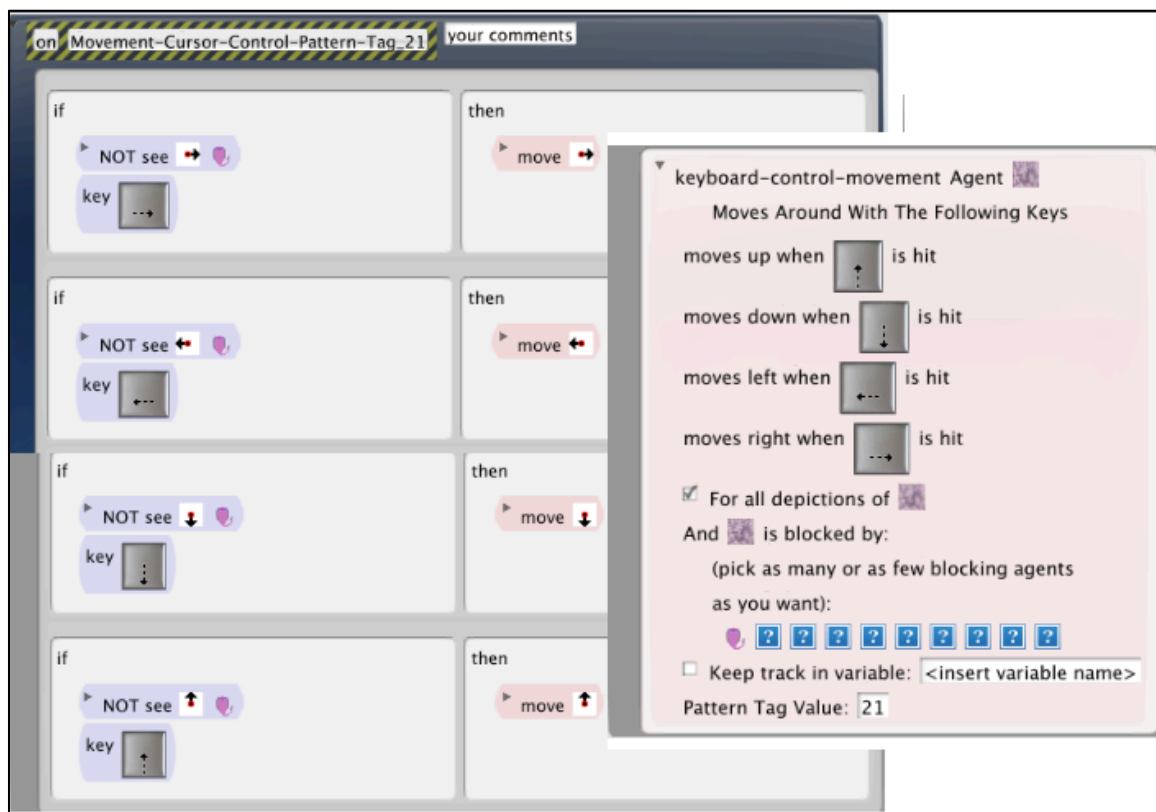 on Movement-Cursor-Control-Pattern-Tag_21 your comments
if
NOT see
key
then
move
if
NOT see
key
then
move
if
NOT see
key
then
move
if
NOT see
key
then
move
keyboard-control-movement Agent
Moves Around With The Following Keys
moves up when is hit
moves down when is hit
moves left when is hit
moves right when is hit
For all depictions of
And is blocked by:
(pick as many or as few blocking agents
as you want):
? ? ? ? ? ? ? ? ?
Keep track in variable: <insert variable name>
Pattern Tag Value: 21